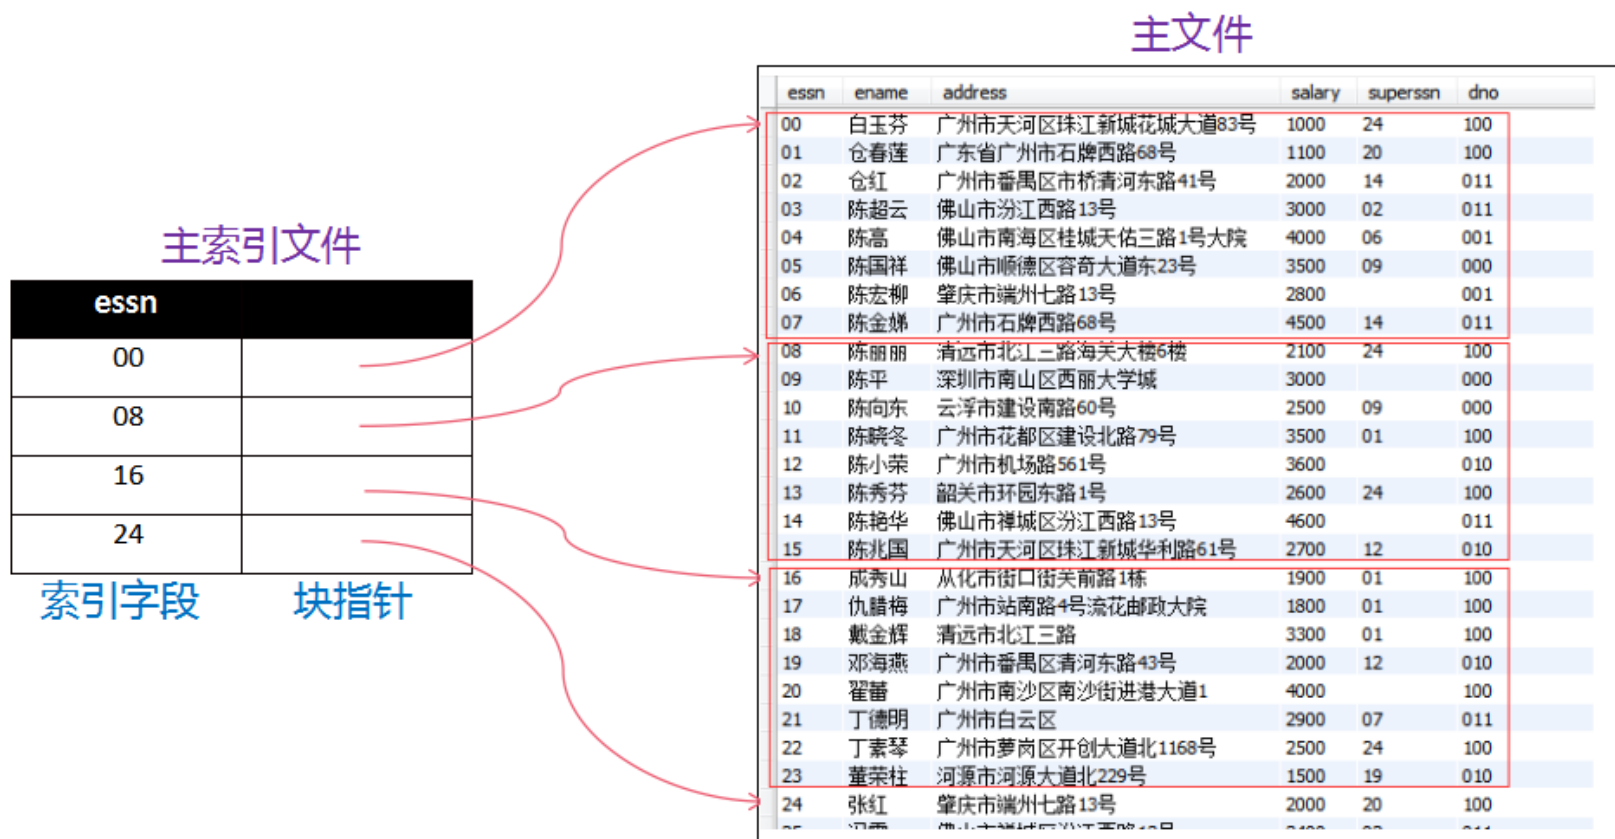 主文件
essn ename address salary superssn dno
00 白玉芬 广州市天河区珠江新城花城大道83号 1000 24 100
01 仓春莲 广东省广州市石牌西路68号 1100 20 100
02 仓红 广州市番禺区市桥清河东路41号 2000 14 011
03 陈超云 佛山市汾江西路13号 3000 02 011
04 陈高 佛山市南海区桂城天佑三路1号大院 4000 06 001
05 陈国祥 佛山市顺德区容奇大道东23号 3500 09 000
06 陈宏柳 肇庆市端州七路13号 2800 001
07 陈金娣 广州市石牌西路68号 4500 14 011
08 陈丽丽 清远市北江三路海关大楼6楼 2100 24 100
09 陈平 深圳市南山区西丽大学城 3000 000
10 陈向东 云浮市建设南路60号 2500 09 000
11 陈晓冬 广州市花都区建设北路79号 3500 01 100
12 陈小荣 广州市机场路561号 3600 010
13 陈秀芬 韶关市环园东路1号 2600 24 100
14 陈艳华 佛山市禅城区汾江西路13号 4600 011
15 陈兆国 广州市天河区珠江新城华利路61号 2700 12 010
16 成秀山 从化市街口街关前路1栋 1900 01 100
17 仇腊梅 广州市站南路4号流花邮政大院 1800 01 100
18 戴金辉 清远市北江三路 3300 01 100
19 邓海燕 广州市番禺区清河东路43号 2000 12 010
20 翟蕾 广州市南沙区南沙街进港大道1 4000 100
21 丁德明 广州市白云区 2900 07 011
22 丁素琴 广州市萝岗区开创大道北1168号 2500 24 100
23 董荣柱 河源市河源大道北229号 1500 19 010
24 张红 肇庆市端州七路13号 2000 20 100
主索引文件
essn
00
08
16
24
索引字段 块指针